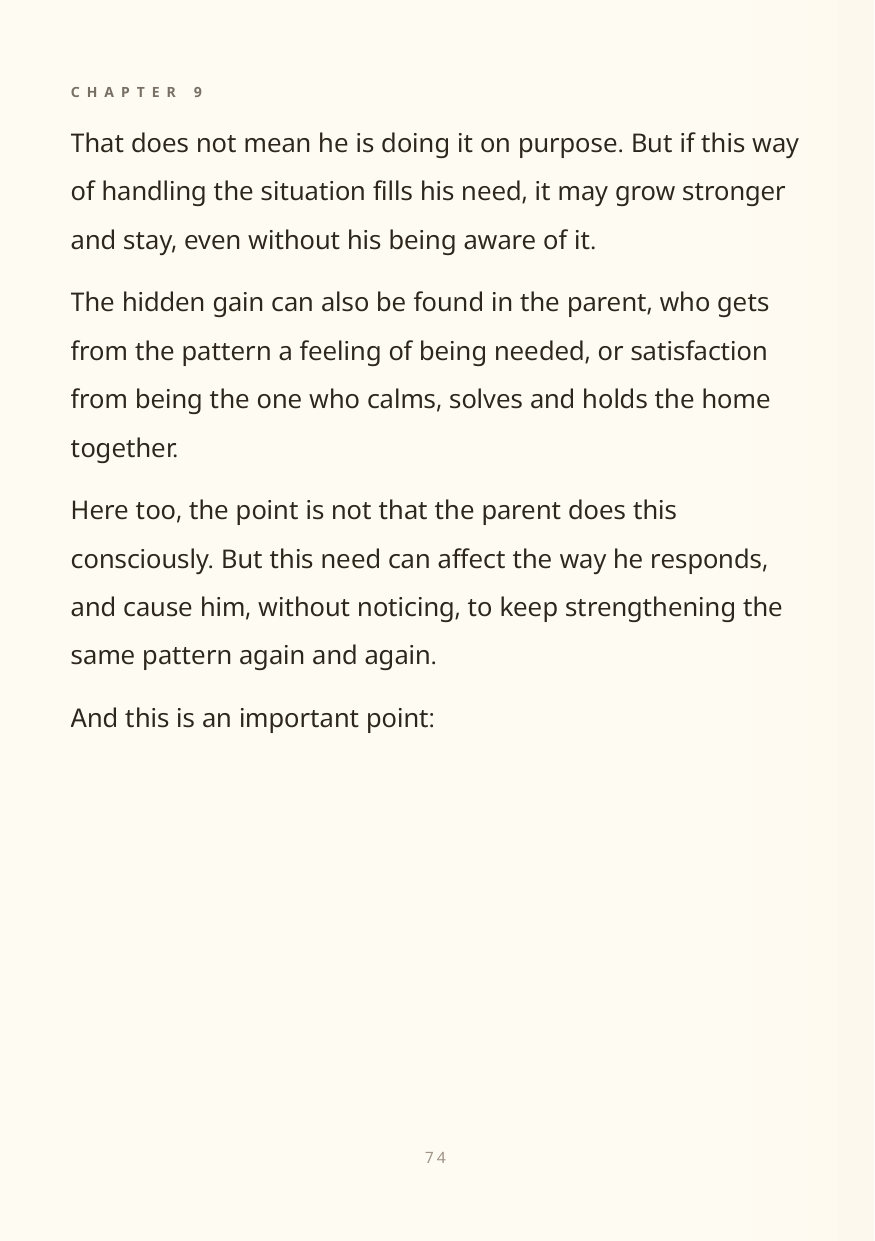 CHAPTER 9
That does not mean he is doing it on purpose. But if this way
of handling the situation fills his need, it may grow stronger
and stay, even without his being aware of it.
The hidden gain can also be found in the parent, who gets
from the pattern a feeling of being needed, or satisfaction
from being the one who calms, solves and holds the home
together.
Here too, the point is not that the parent does this
consciously. But this need can affect the way he responds,
and cause him, without noticing, to keep strengthening the
same pattern again and again.
And this is an important point:
74